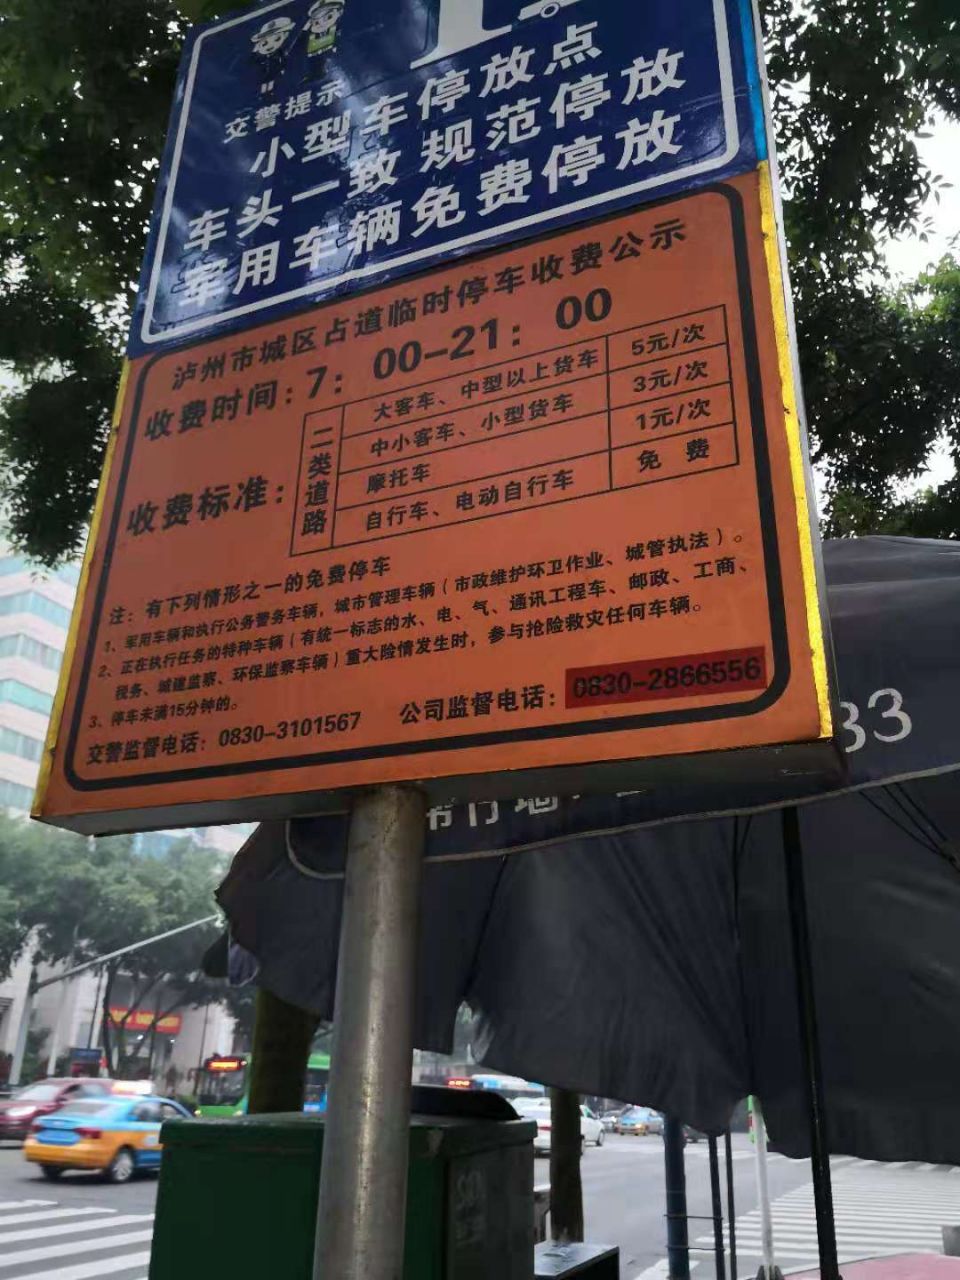 交警提示
小型车停放点
车头一致 规范停放
军用车辆免费停放
泸州市城区占道临时停车收费公示
收费时间：7：00-21：00
收费标准：
二类道路
大客车、中型以上货车 5元/次
中小客车、小型货车 3元/次
摩托车 1元/次
自行车、电动自行车 免 费
注：有下列情形之一的免费停车
1、军用车辆和执行公务警务车辆，城市管理车辆（市政维护环卫作业、城管执法）。
2、正在执行任务的特种车辆（有统一标志的水、电、气、通讯工程车、邮政、工商、
税务、城建监察、环保监察车辆）重大险情发生时，参与抢险救灾任何车辆。
3、停车未满15分钟的。
交警监督电话：0830-3101567 公司监督电话：0830-2866556
33